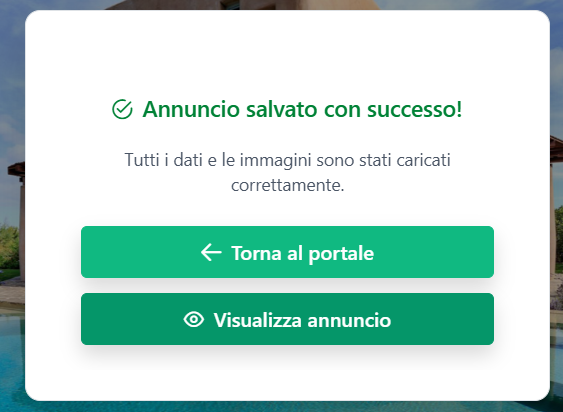 Annuncio salvato con successo!
Tutti i dati e le immagini sono stati caricati
correttamente.
Torna al portale
Visualizza annuncio